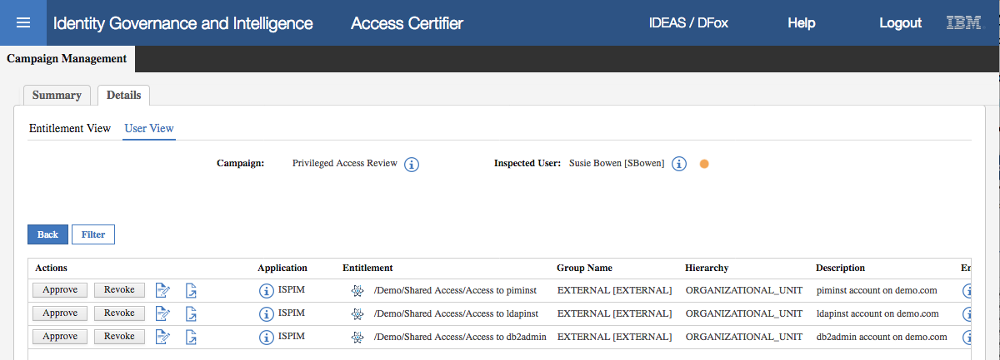 Identity Governance and Intelligence Access Certifier IDEAS / DFox Help Logout IBM
Campaign Management
Summary Details
Entitlement View User View
Campaign: Privileged Access Review Inspected User: Susie Bowen [SBowen]
Back Filter
Actions Application Entitlement Group Name Hierarchy Description
Approve Revoke ISPIM /Demo/Shared Access/Access to piminst EXTERNAL [EXTERNAL] ORGANIZATIONAL_UNIT piminst account on demo.com
Approve Revoke ISPIM /Demo/Shared Access/Access to ldapinst EXTERNAL [EXTERNAL] ORGANIZATIONAL_UNIT ldapinst account on demo.com
Approve Revoke ISPIM /Demo/Shared Access/Access to db2admin EXTERNAL [EXTERNAL] ORGANIZATIONAL_UNIT db2admin account on demo.com